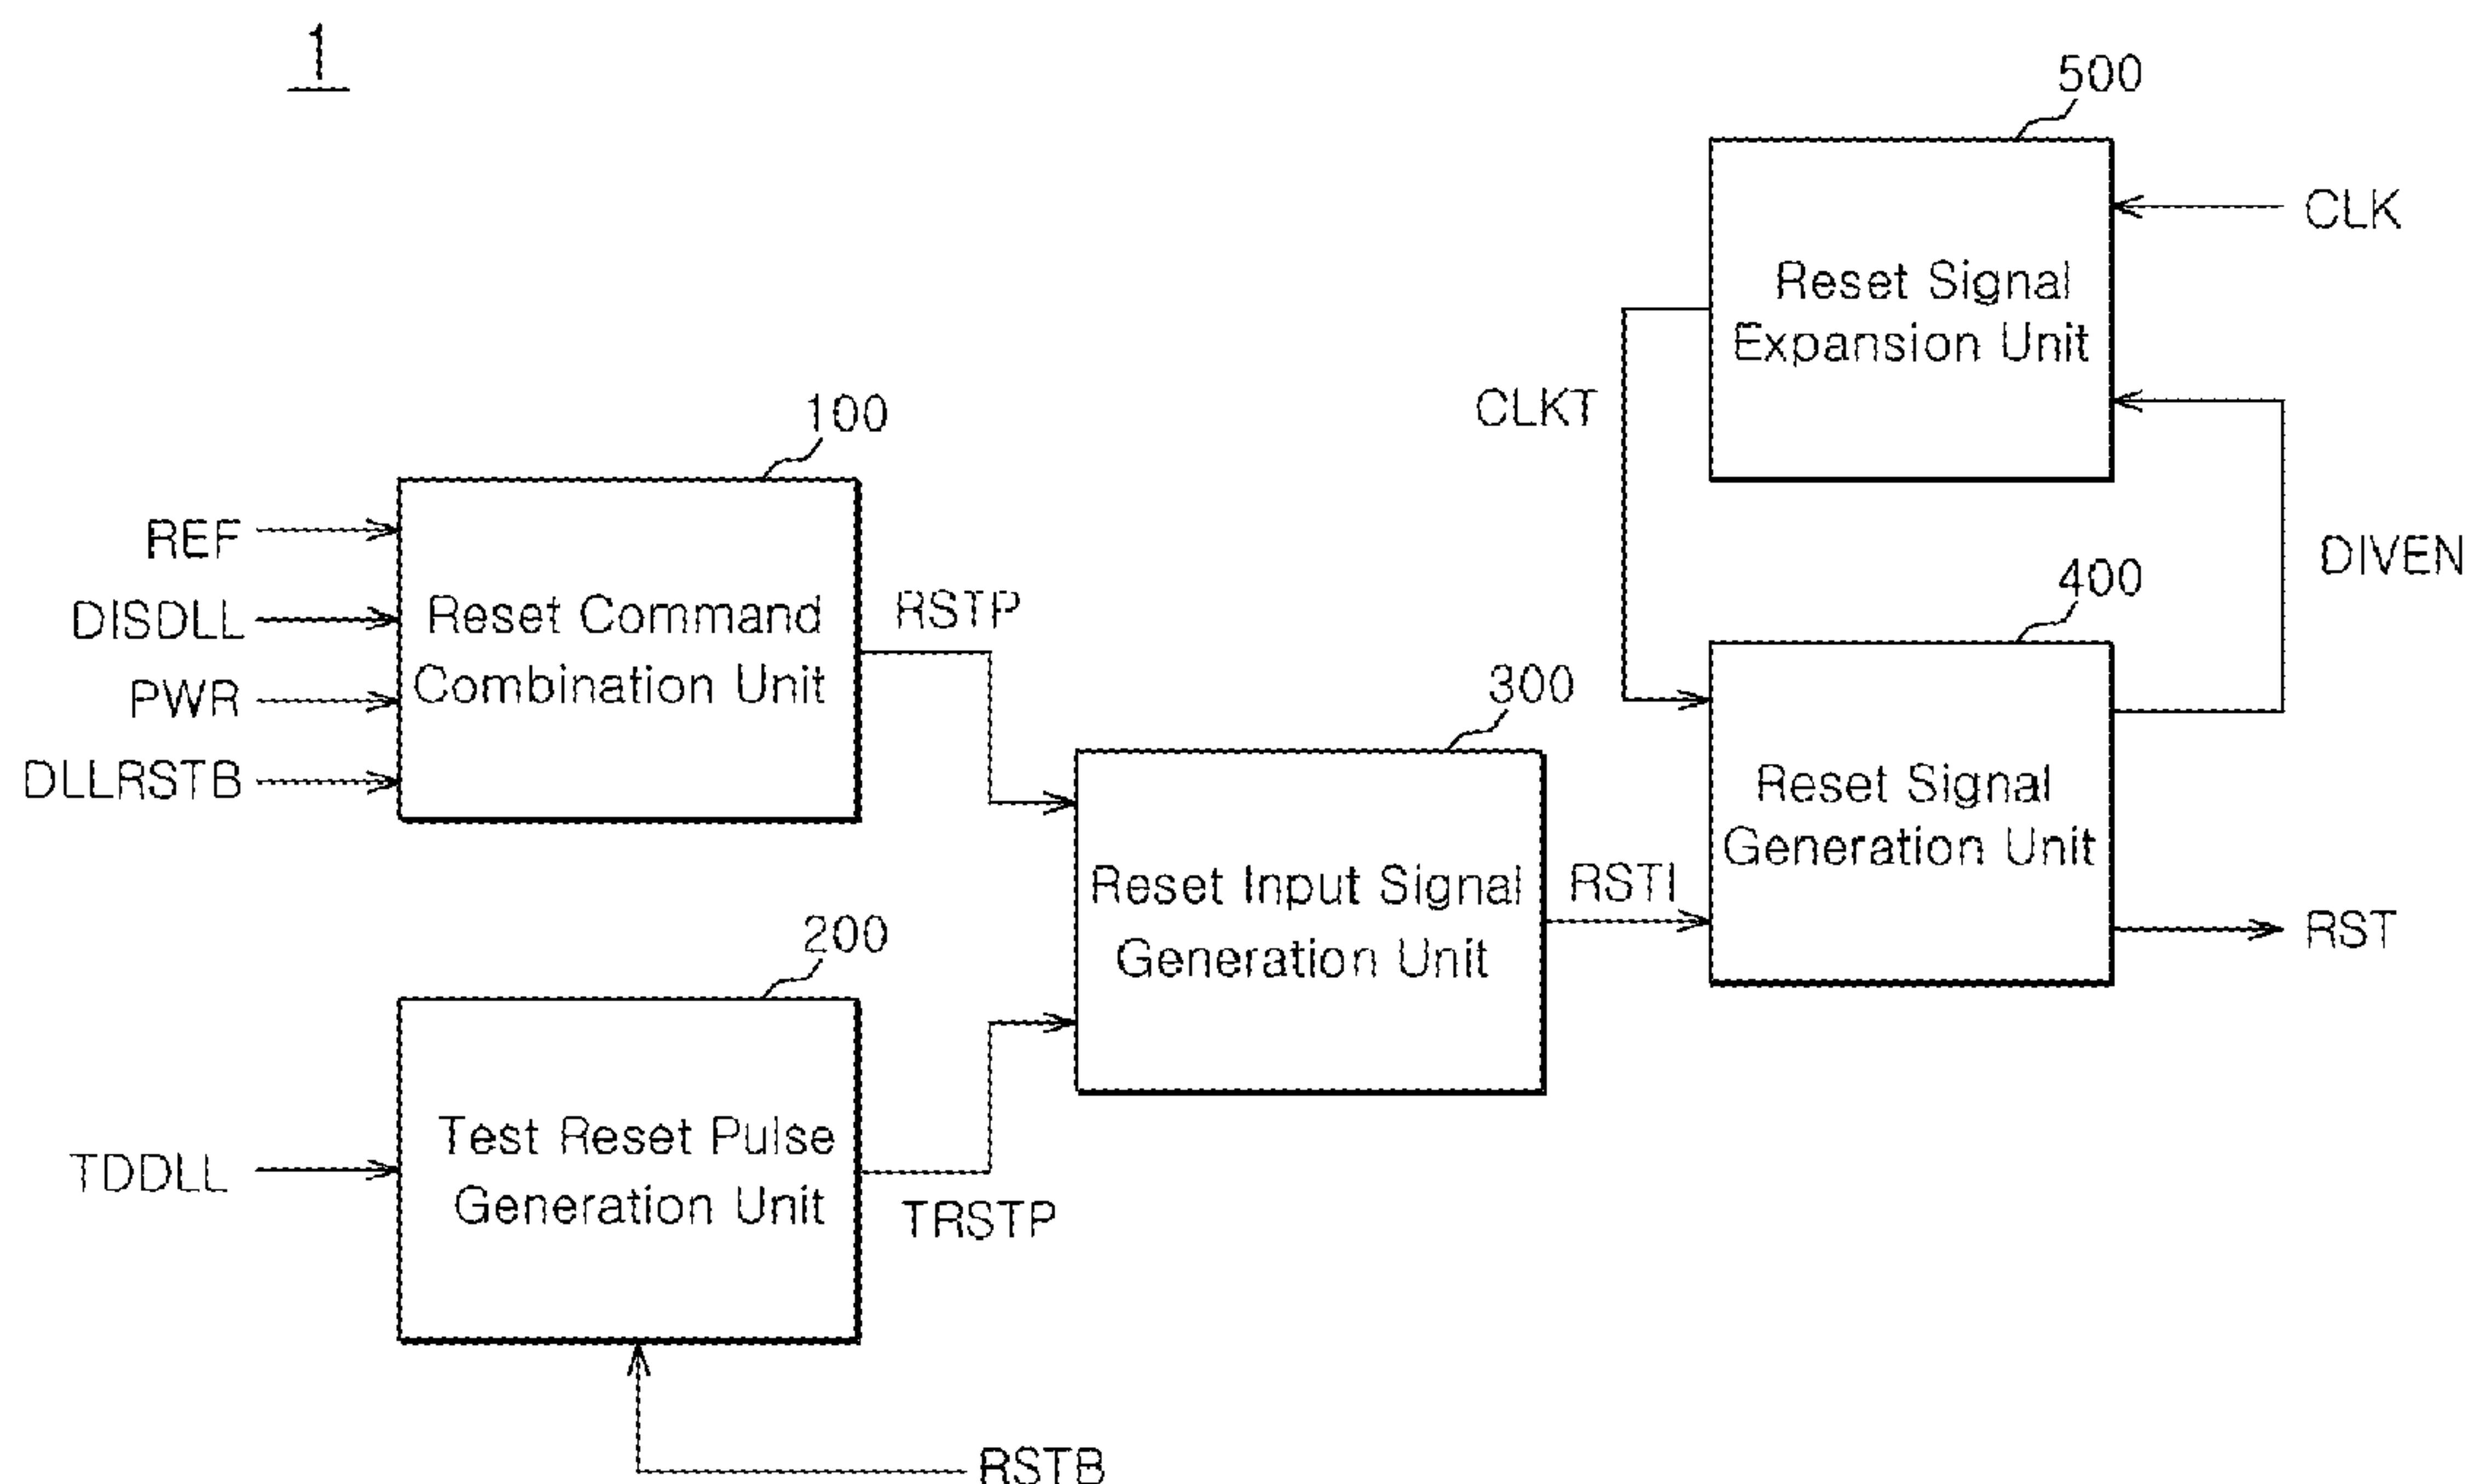 1
500
Reset Signal
Expansion Unit
CLK
CLKT
DIVEN
100
REF
DISDLL
PWR
DLLRSTB
Reset Command
Combination Unit
RSTP
400
Reset Signal
Generation Unit
RST
300
Reset Input Signal
Generation Unit
RSTI
200
Test Reset Pulse
Generation Unit
TDDLL
TRSTP
RSTB